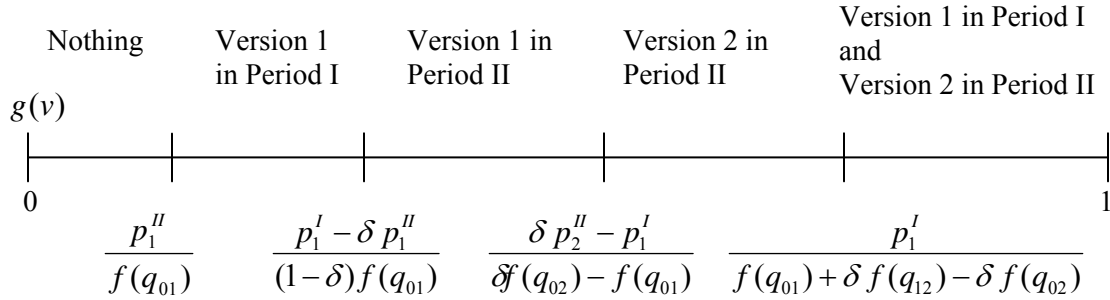 Nothing
Version 1
in Period I
Version 1 in
Period II
Version 2 in
Period II
Version 1 in Period I
and
Version 2 in Period II
g(v)
0
1
p_1^{II} / f(q_{01})
(p_1^I − δ p_1^{II}) / ((1−δ) f(q_{01}))
(δ p_2^{II} − p_1^I) / (δf(q_{02}) − f(q_{01}))
p_1^I / (f(q_{01}) + δ f(q_{12}) − δ f(q_{02}))